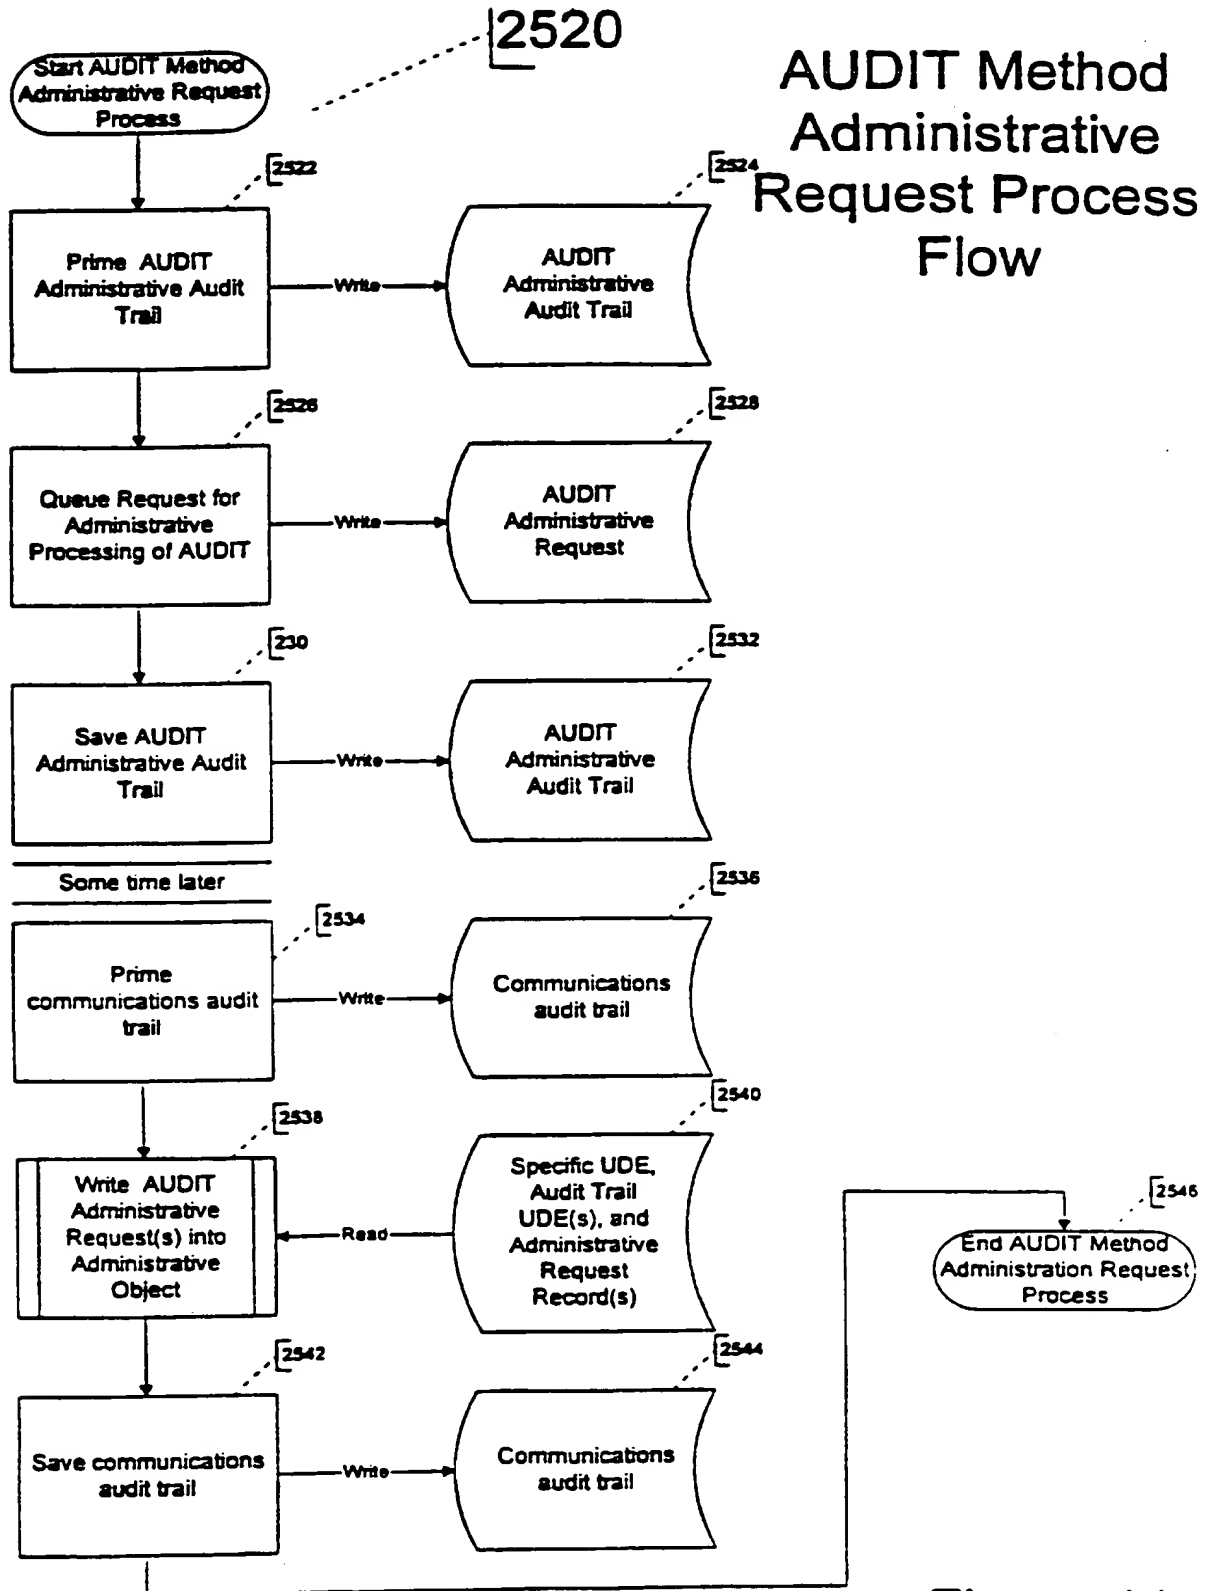 2520
AUDIT Method
Administrative
Request Process
Flow
Start AUDIT Method
Administrative Request
Process
2522
2524
Prime AUDIT
Administrative Audit
Trail
Write
AUDIT
Administrative
Audit Trail
2526
2528
Queue Request for
Administrative
Processing of AUDIT
Write
AUDIT
Administrative
Request
230
2532
Save AUDIT
Administrative Audit
Trail
Write
AUDIT
Administrative
Audit Trail
Some time later
2534
2536
Prime
communications audit
trail
Write
Communications
audit trail
2538
2540
Write AUDIT
Administrative
Request(s) into
Administrative
Object
Read
Specific UDE,
Audit Trail
UDE(s), and
Administrative
Request
Record(s)
2546
End AUDIT Method
Administration Request
Process
2542
2544
Save communications
audit trail
Write
Communications
audit trail